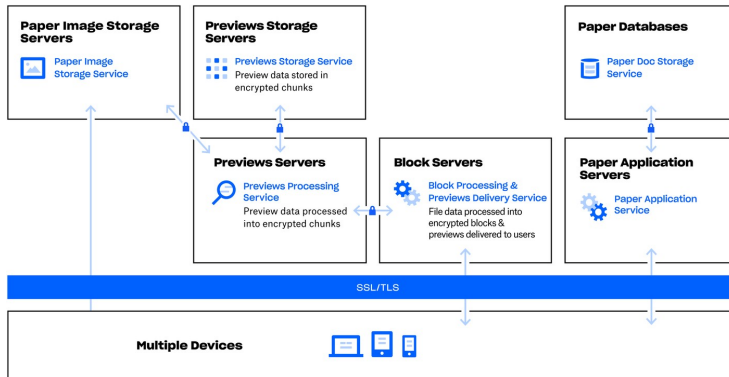 Paper Image Storage
Servers
Paper Image
Storage Service
Previews Storage
Servers
Previews Storage Service
Preview data stored in
encrypted chunks
Paper Databases
Paper Doc Storage
Service
Previews Servers
Previews Processing
Service
Preview data processed
into encrypted chunks
Block Servers
Block Processing &
Previews Delivery Service
File data processed into
encrypted blocks &
previews delivered to users
Paper Application
Servers
Paper Application
Service
SSL/TLS
Multiple Devices